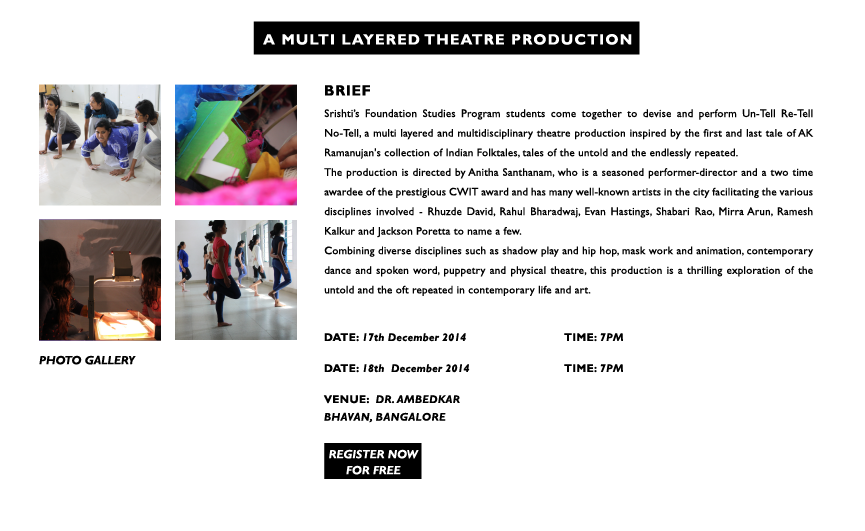 A MULTI LAYERED THEATRE PRODUCTION
BRIEF
Srishti's Foundation Studies Program students come together to devise and perform Un-Tell Re-Tell
No-Tell, a multi layered and multidisciplinary theatre production inspired by the first and last tale of AK
Ramanujan's collection of Indian Folktales, tales of the untold and the endlessly repeated.
The production is directed by Anitha Santhanam, who is a seasoned performer-director and a two time
awardee of the prestigious CWIT award and has many well-known artists in the city facilitating the various
disciplines involved - Rhuzde David, Rahul Bharadwaj, Evan Hastings, Shabari Rao, Mirra Arun, Ramesh
Kalkur and Jackson Poretta to name a few.
Combining diverse disciplines such as shadow play and hip hop, mask work and animation, contemporary
dance and spoken word, puppetry and physical theatre, this production is a thrilling exploration of the
untold and the oft repeated in contemporary life and art.
PHOTO GALLERY
DATE: 17th December 2014 TIME: 7PM
DATE: 18th December 2014 TIME: 7PM
VENUE: DR. AMBEDKAR
BHAVAN, BANGALORE
REGISTER NOW
FOR FREE